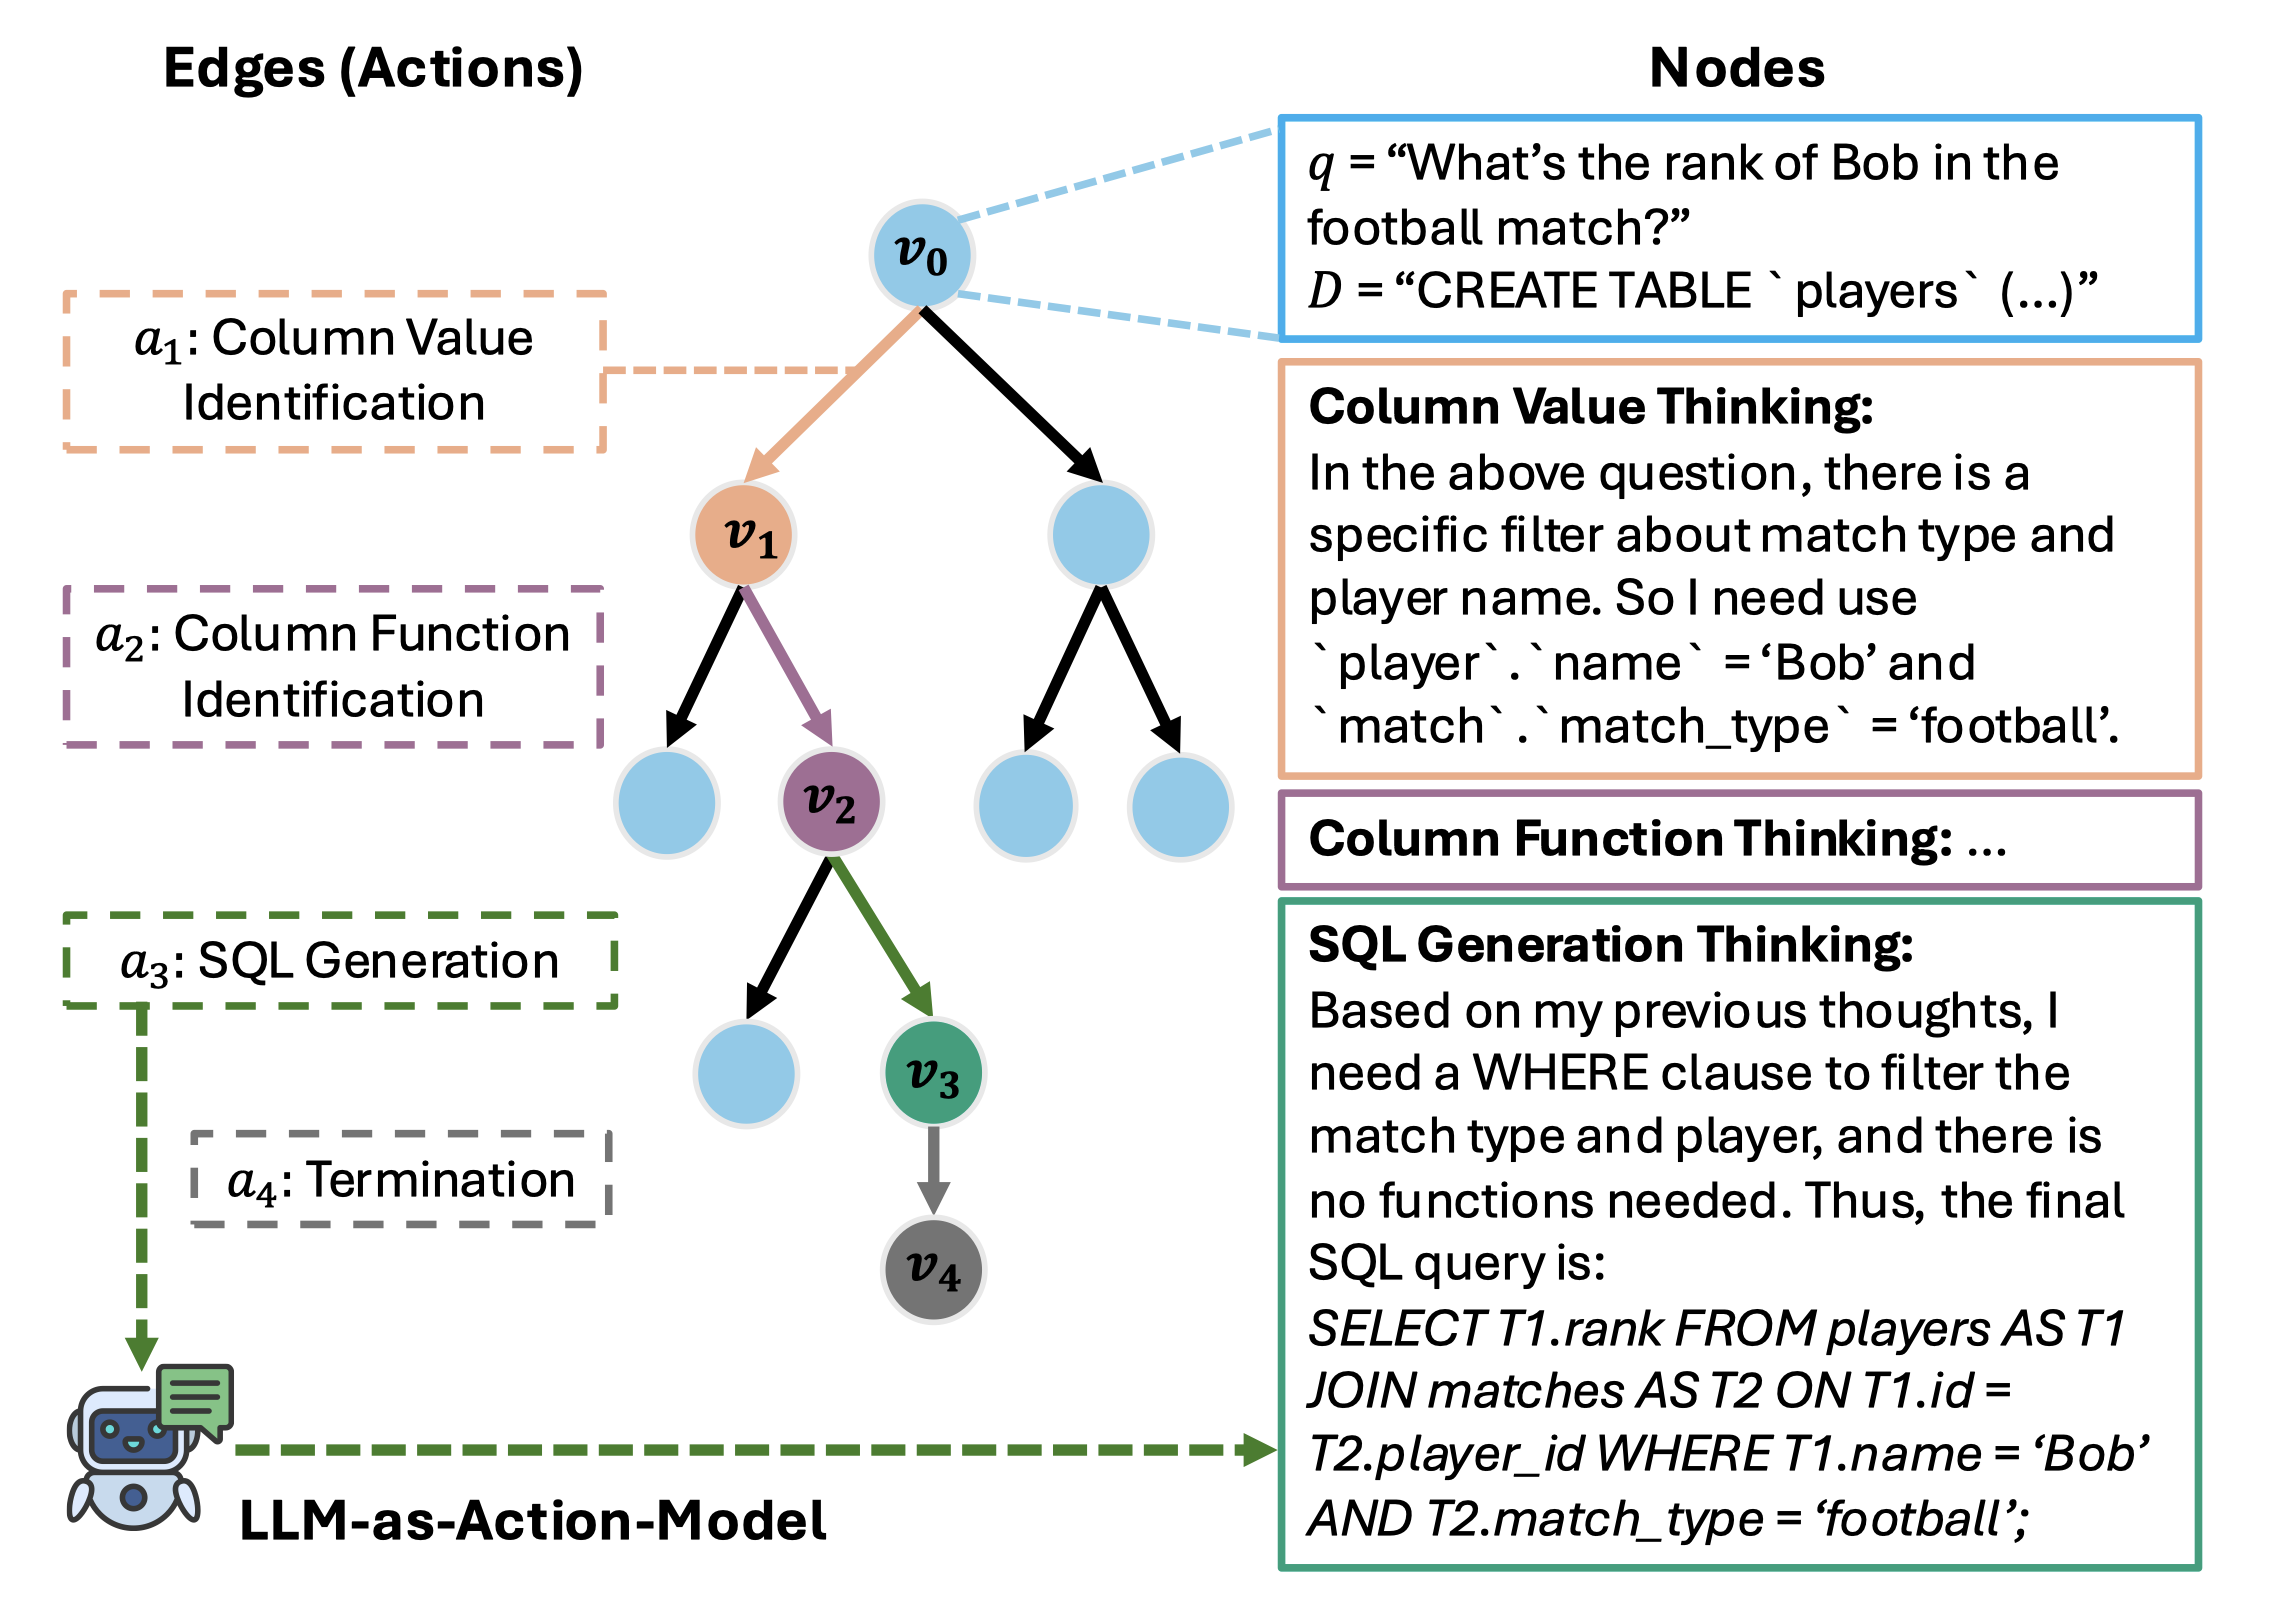 Edges (Actions)
Nodes
q = “What’s the rank of Bob in the
football match?”
D = “CREATE TABLE `players` (...)”
v₀
a₁: Column Value
Identification
Column Value Thinking:
In the above question, there is a
specific filter about match type and
player name. So I need use
`player`.`name` = ‘Bob’ and
`match`.`match_type` = ‘football’.
v₁
a₂: Column Function
Identification
v₂
Column Function Thinking: ...
a₃: SQL Generation
v₃
SQL Generation Thinking:
Based on my previous thoughts, I
need a WHERE clause to filter the
match type and player, and there is
no functions needed. Thus, the final
SQL query is:
SELECT T1.rank FROM players AS T1
JOIN matches AS T2 ON T1.id =
T2.player_id WHERE T1.name = ‘Bob’
AND T2.match_type = ‘football’;
a₄: Termination
v₄
LLM-as-Action-Model